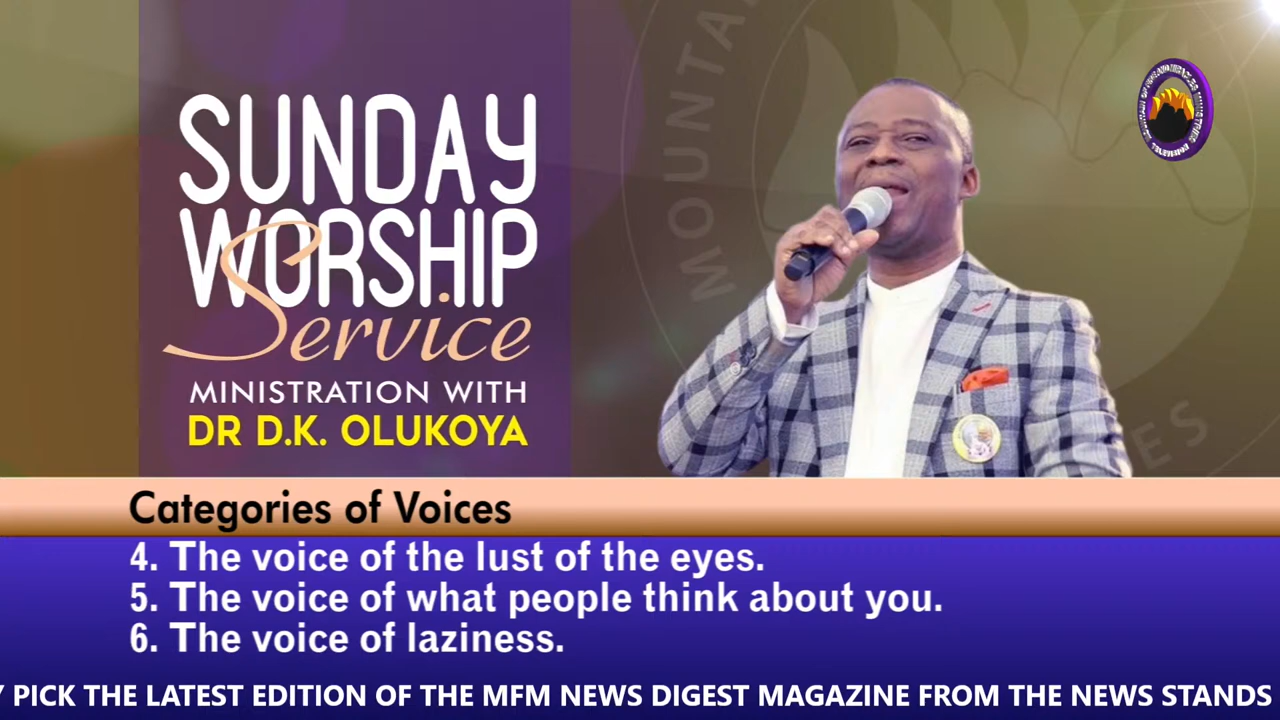 SUNDAY
WORSHIP
Service
MINISTRATION WITH
DR D.K. OLUKOYA
MOUNTA
ES
Categories of Voices
4. The voice of the lust of the eyes.
5. The voice of what people think about you.
6. The voice of laziness.
PICK THE LATEST EDITION OF THE MFM NEWS DIGEST MAGAZINE FROM THE NEWS STANDS